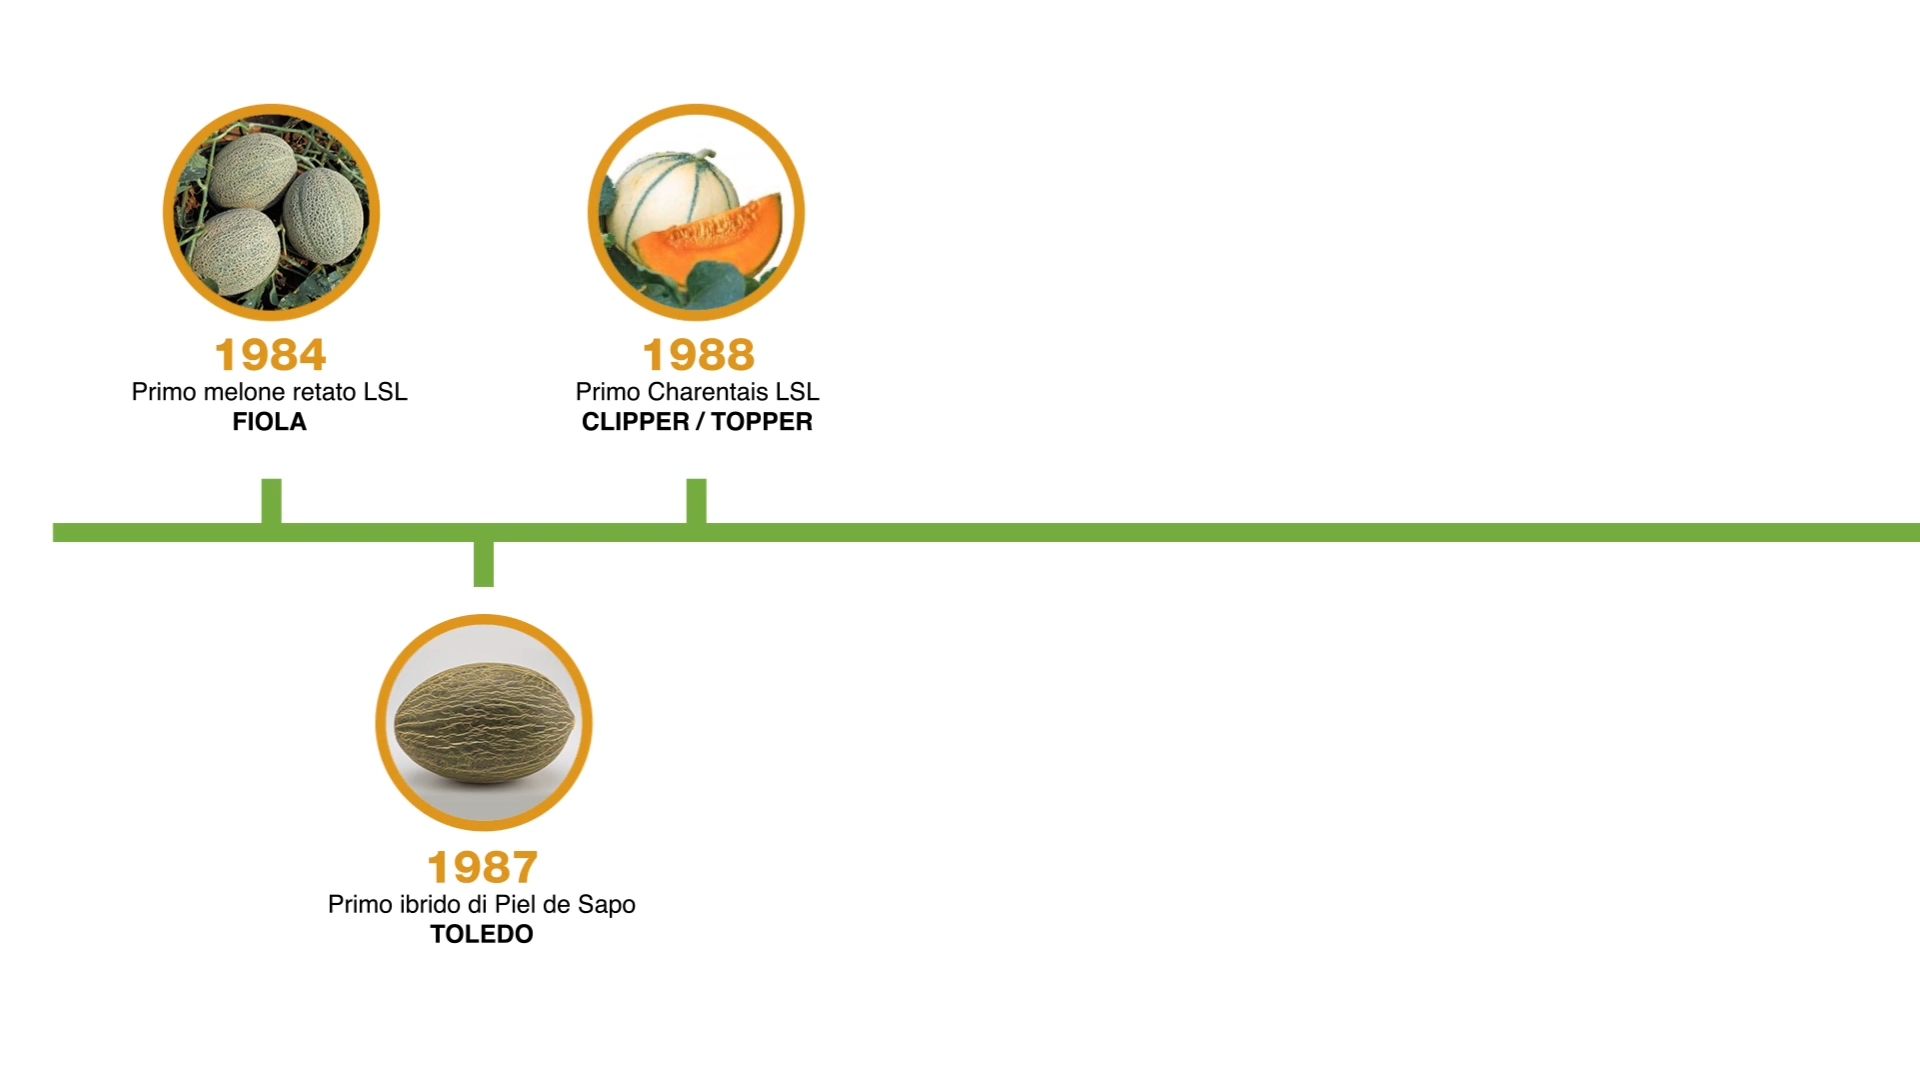 1984
Primo melone retato LSL
FIOLA
1988
Primo Charentais LSL
CLIPPER / TOPPER
1987
Primo ibrido di Piel de Sapo
TOLEDO